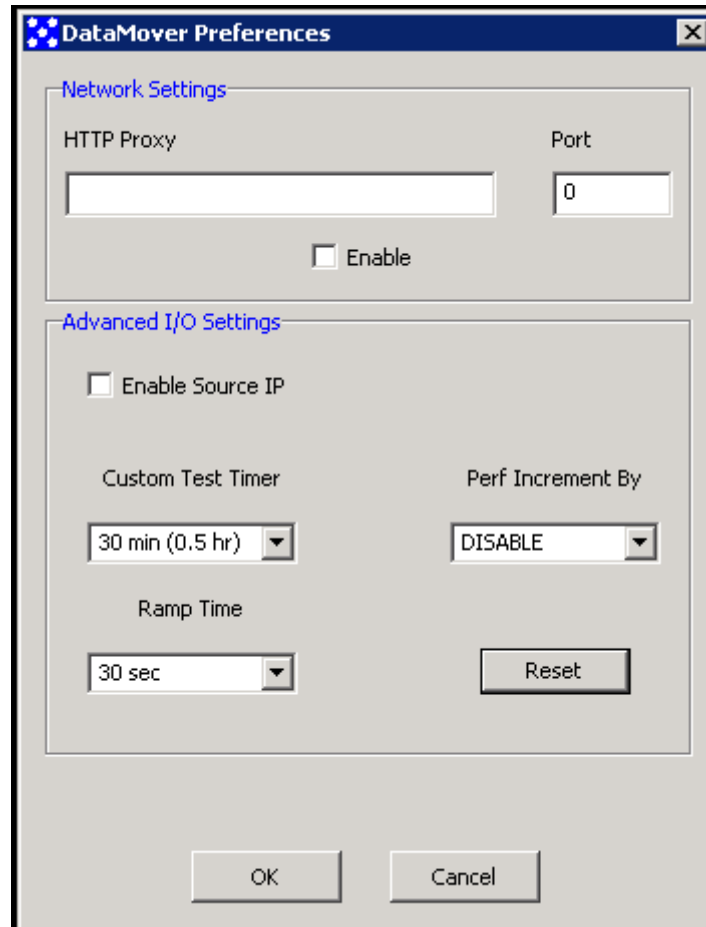 DataMover Preferences
Network Settings
HTTP Proxy
Port
0
Enable
Advanced I/O Settings
Enable Source IP
Custom Test Timer
Perf Increment By
30 min (0.5 hr)
DISABLE
Ramp Time
30 sec
Reset
OK
Cancel